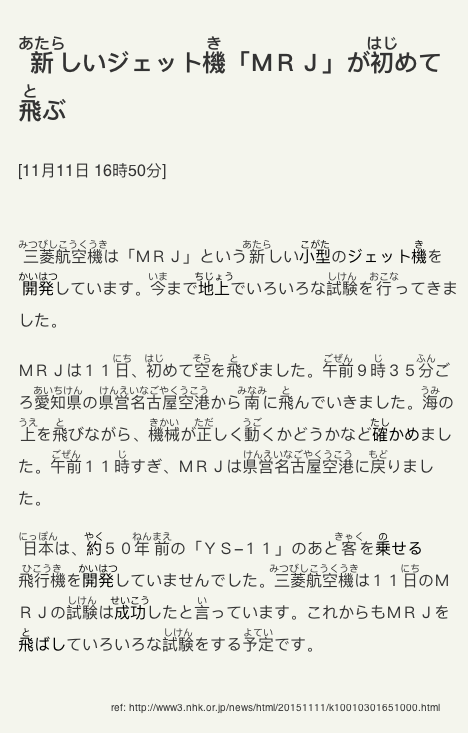 新しいジェット機「ＭＲＪ」が初めて
飛ぶ
[11月11日 16時50分]
三菱航空機は「ＭＲＪ」という新しい小型のジェット機を
開発しています。今まで地上でいろいろな試験を行ってきま
した。
ＭＲＪは１１日、初めて空を飛びました。午前９時３５分ご
ろ愛知県の県営名古屋空港から南に飛んでいきました。海の
上を飛びながら、機械が正しく動くかどうかなど確かめまし
た。午前１１時すぎ、ＭＲＪは県営名古屋空港に戻りまし
た。
日本は、約５０年前の「ＹＳ−１１」のあと客を乗せる
飛行機を開発していませんでした。三菱航空機は１１日のＭ
ＲＪの試験は成功したと言っています。これからもＭＲＪを
飛ばしていろいろな試験をする予定です。
ref: http://www3.nhk.or.jp/news/html/20151111/k10010301651000.html